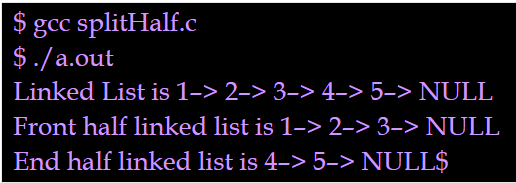 $ gcc splitHalf.c
$ ./a.out
Linked List is 1–> 2–> 3–> 4–> 5–> NULL
Front half linked list is 1–> 2–> 3–> NULL
End half linked list is 4–> 5–> NULL$